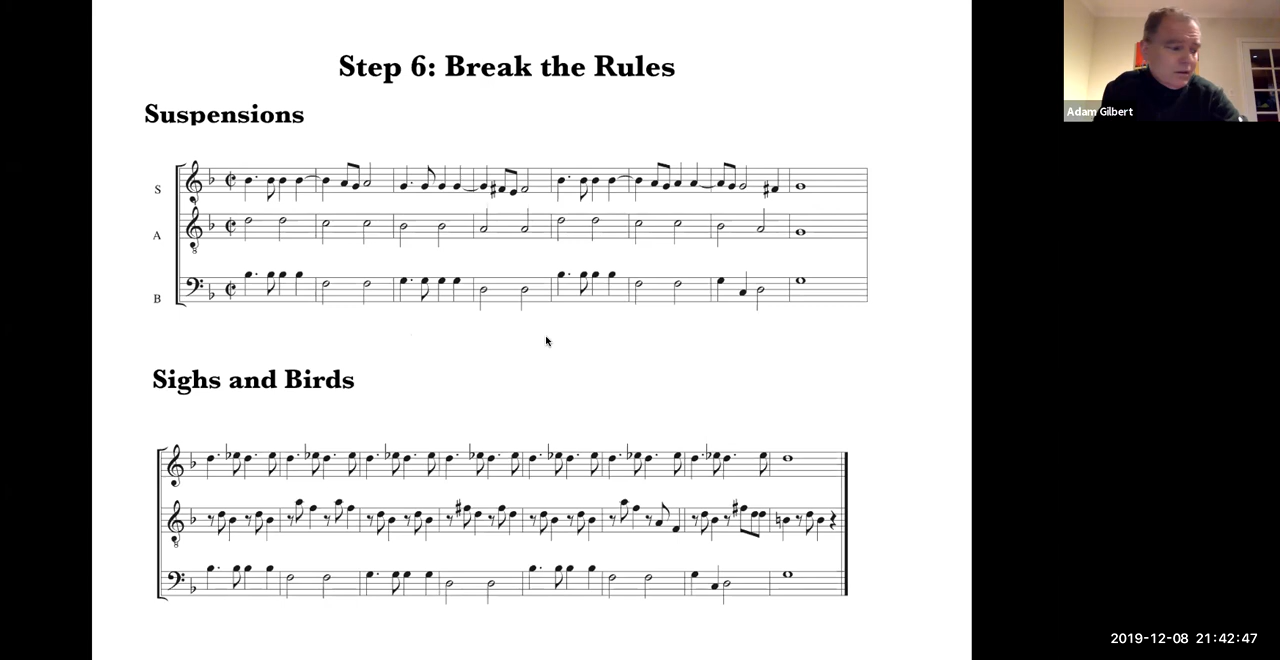 Step 6: Break the Rules
Suspensions
S
A
B
Sighs and Birds
Adam Gilbert
2019-12-08 21:42:47